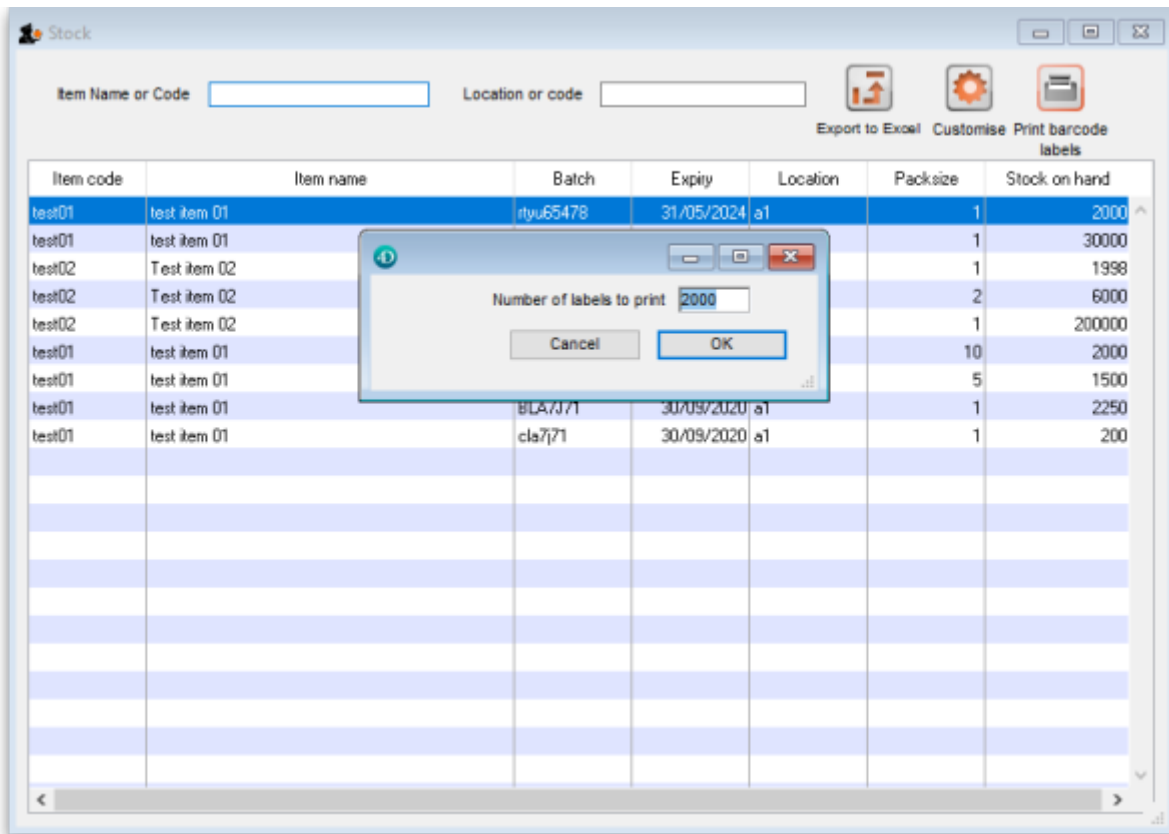 Stock
Item Name or Code
Location or code
Export to Excel
Customise
Print barcode
labels
Item code Item name Batch Expiry Location Packsize Stock on hand
test01 test item 01 rtyu65478 31/05/2024 a1 1 2000
test01 test item 01 1 30000
test02 Test item 02 1 1998
test02 Test item 02 2 6000
test02 Test item 02 1 200000
test01 test item 01 10 2000
test01 test item 01 5 1500
test01 test item 01 BLA7J71 30/09/2020 a1 1 2250
test01 test item 01 cla7j71 30/09/2020 a1 1 200
Number of labels to print 2000
Cancel OK